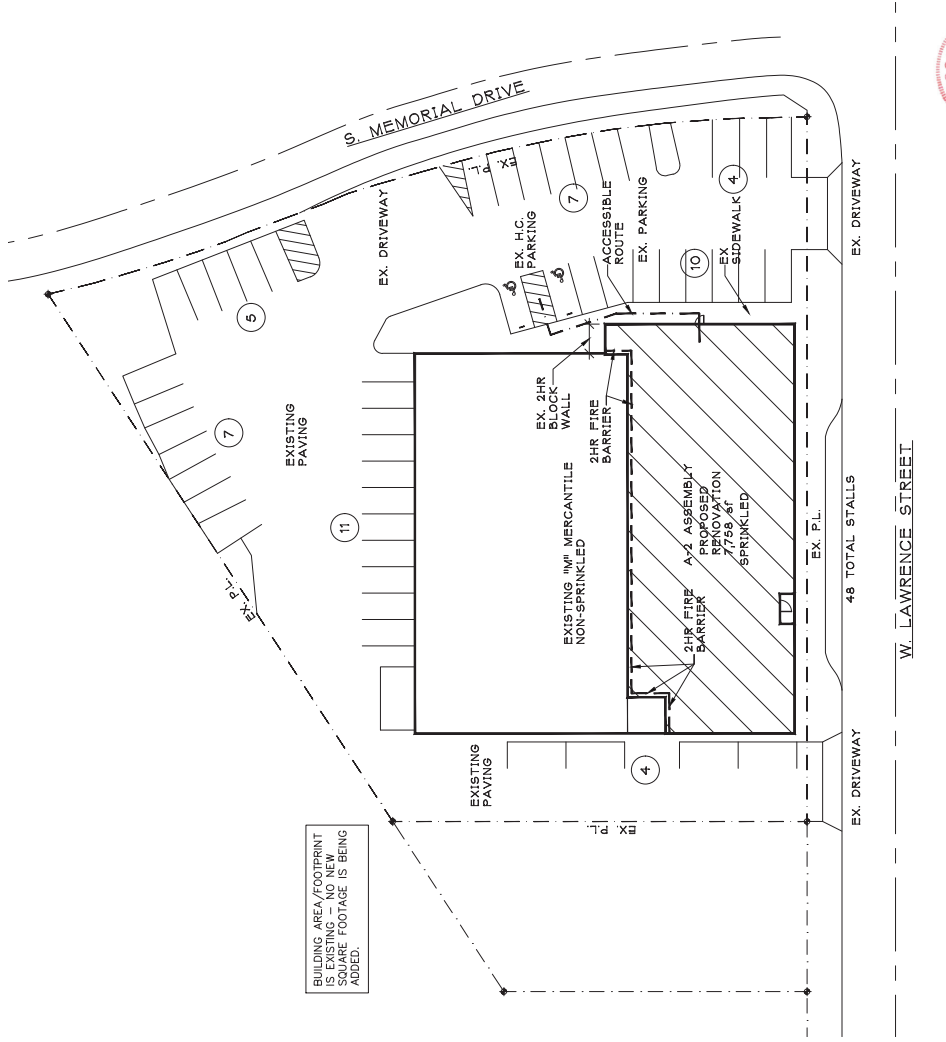 S. MEMORIAL DRIVE
EX. P.L.
EX. DRIVEWAY
EX. H.C.
PARKING
7
ACCESSIBLE
ROUTE
EX. PARKING
4
EX
SIDEWALK
10
EX. DRIVEWAY
5
7
EXISTING
PAVING
11
EX. P.L.
EX. 2HR
BLOCK
WALL
2HR FIRE
BARRIER
EXISTING "M" MERCANTILE
NON-SPRINKLED
A-2 ASSEMBLY
PROPOSED
RENOVATION
7,758 sf
SPRINKLED
2HR FIRE
BARRIER
EX. P.L.
48 TOTAL STALLS
W. LAWRENCE STREET
EXISTING
PAVING
4
EX. DRIVEWAY
EX. P.L.
BUILDING AREA/FOOTPRINT
IS EXISTING – NO NEW
SQUARE FOOTAGE IS BEING
ADDED.